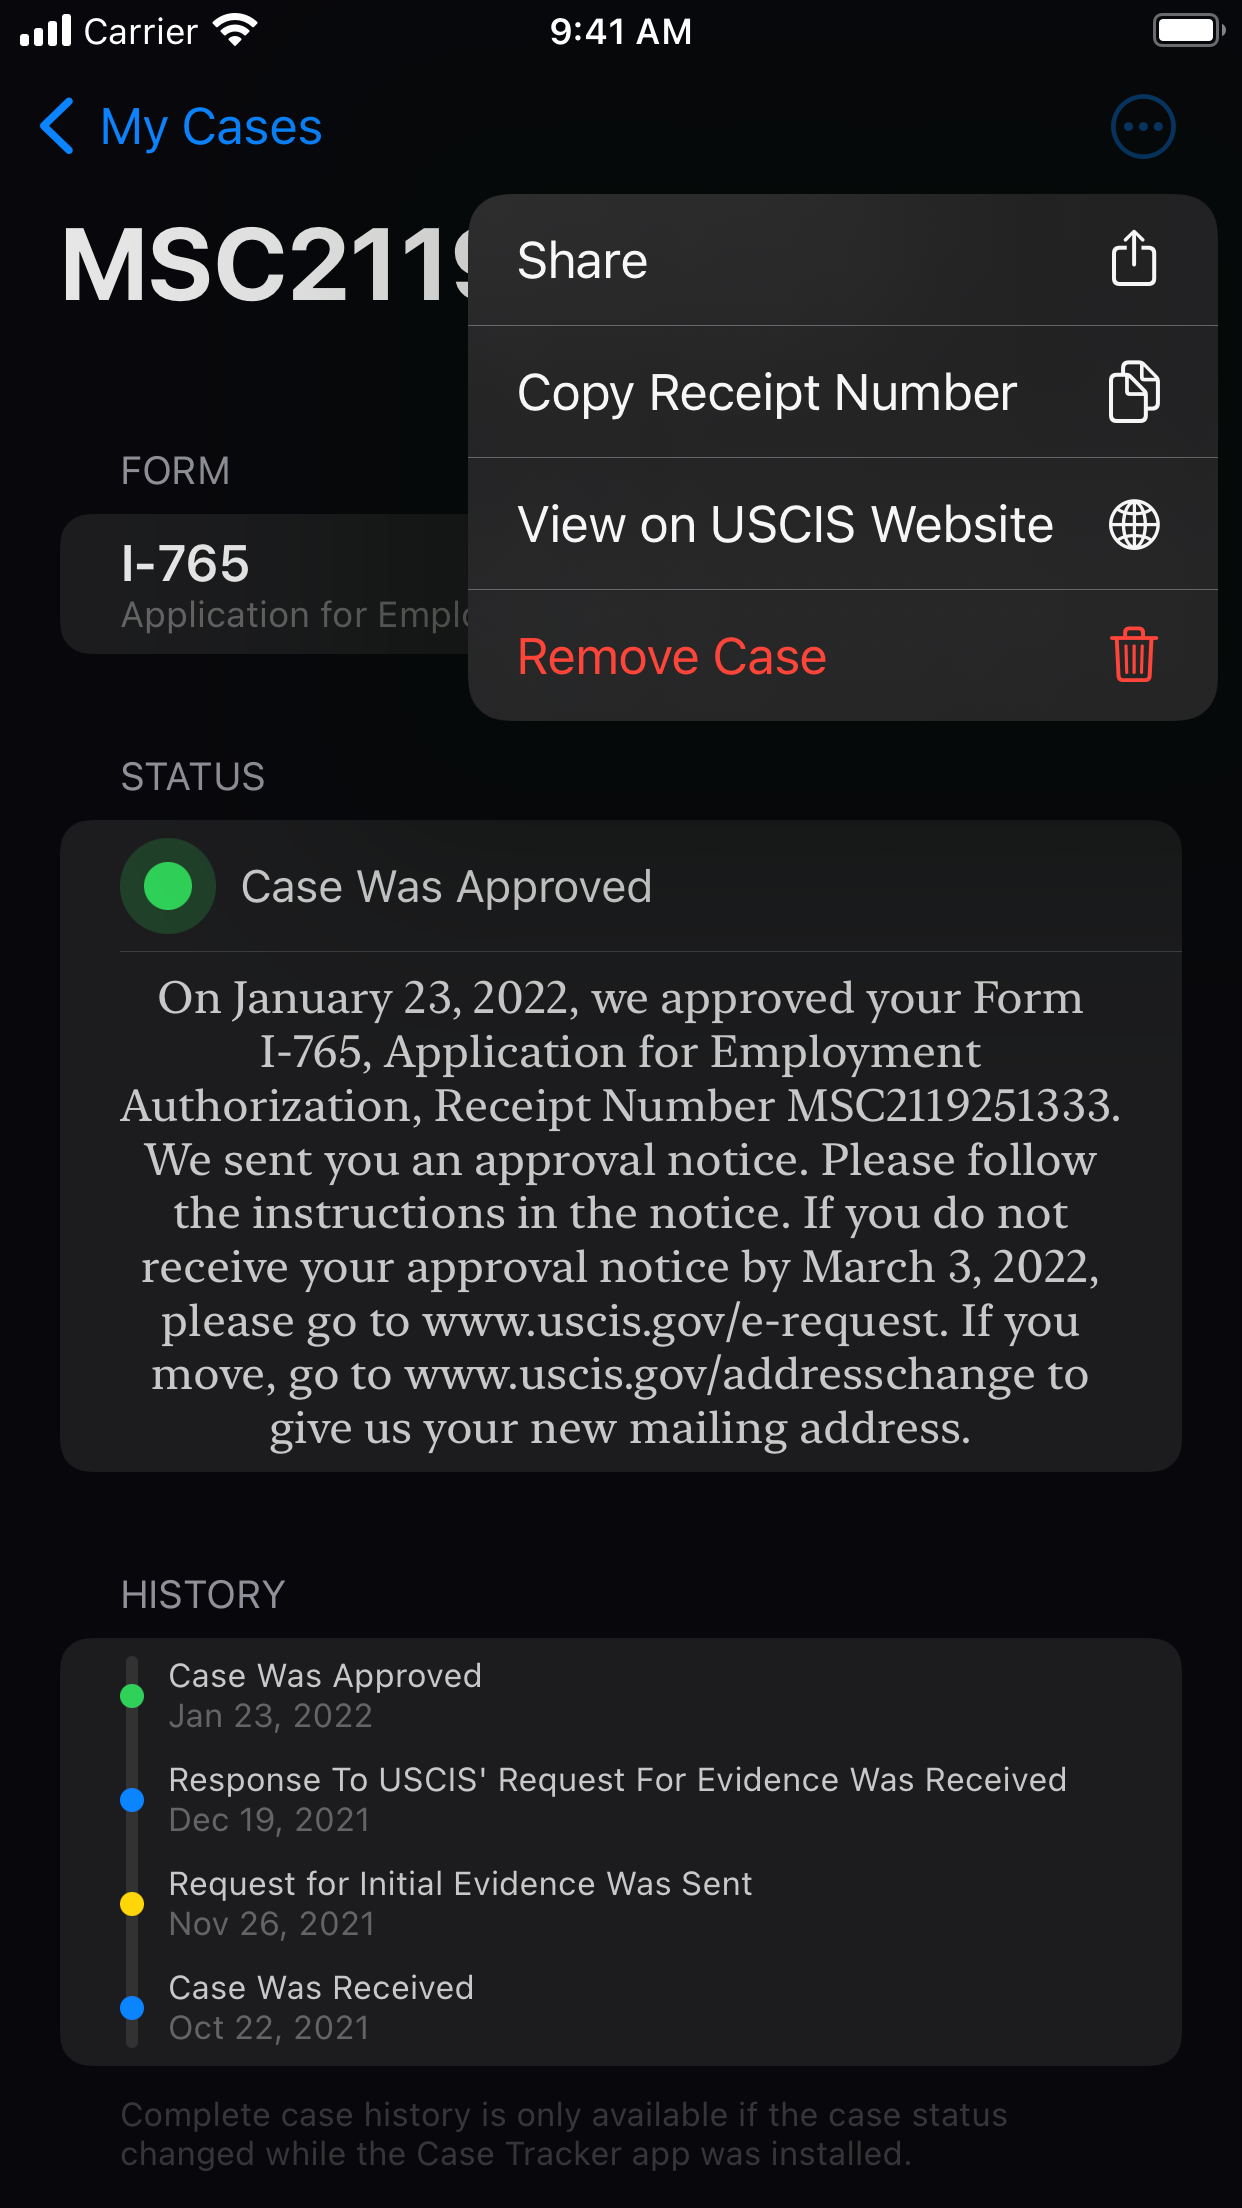 Carrier
9:41 AM
My Cases
MSC211
Share
Copy Receipt Number
View on USCIS Website
Remove Case
FORM
I-765
Application for Empl
STATUS
Case Was Approved
On January 23, 2022, we approved your Form
I-765, Application for Employment
Authorization, Receipt Number MSC2119251333.
We sent you an approval notice. Please follow
the instructions in the notice. If you do not
receive your approval notice by March 3, 2022,
please go to www.uscis.gov/e-request. If you
move, go to www.uscis.gov/addresschange to
give us your new mailing address.
HISTORY
Case Was Approved
Jan 23, 2022
Response To USCIS' Request For Evidence Was Received
Dec 19, 2021
Request for Initial Evidence Was Sent
Nov 26, 2021
Case Was Received
Oct 22, 2021
Complete case history is only available if the case status
changed while the Case Tracker app was installed.